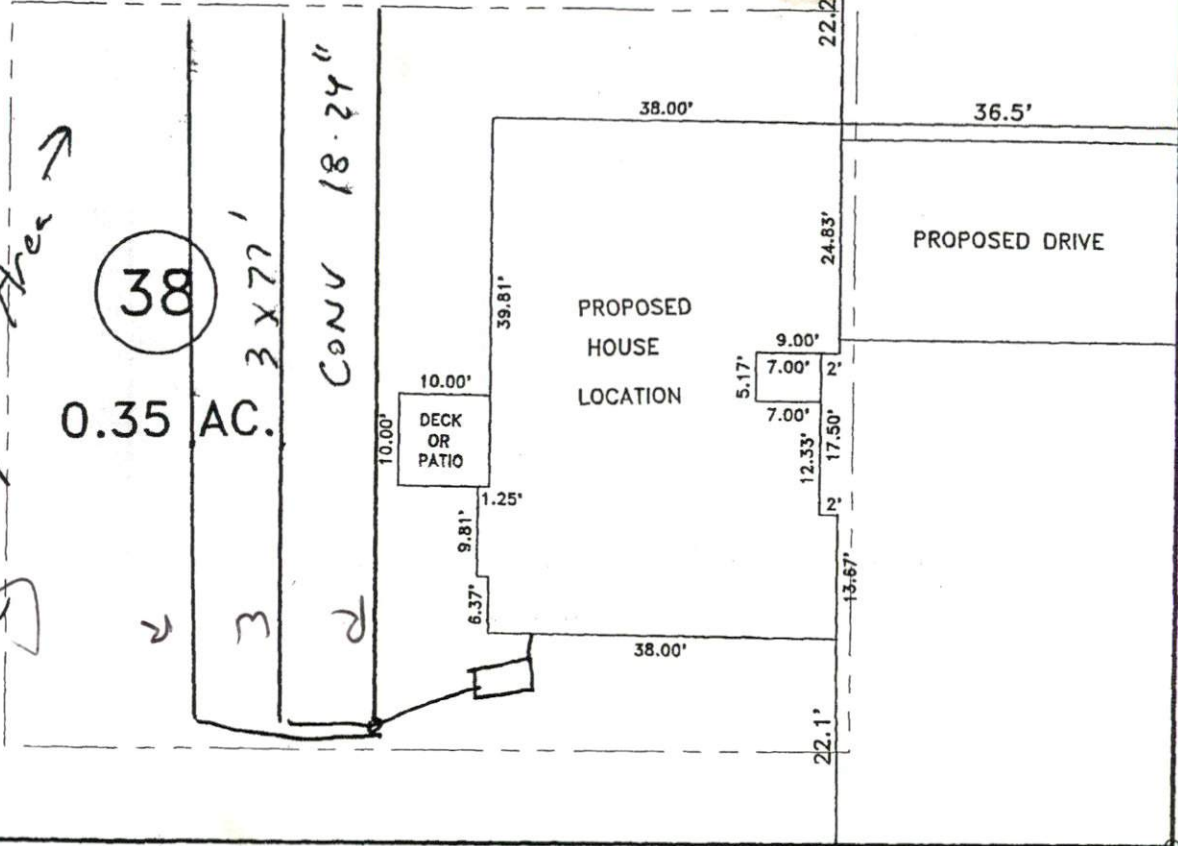 22.2
38.00'
36.5'
18-24"
CONV
3 X 77'
Area
38
0.35 AC.
39.81'
24.83'
PROPOSED DRIVE
PROPOSED
HOUSE
LOCATION
9.00'
7.00'
2'
5.17'
7.00'
10.00'
10.00'
DECK
OR
PATIO
12.33'
17.50'
1.25'
2'
9.81'
13.67'
6.37'
3
38.00'
22.1'